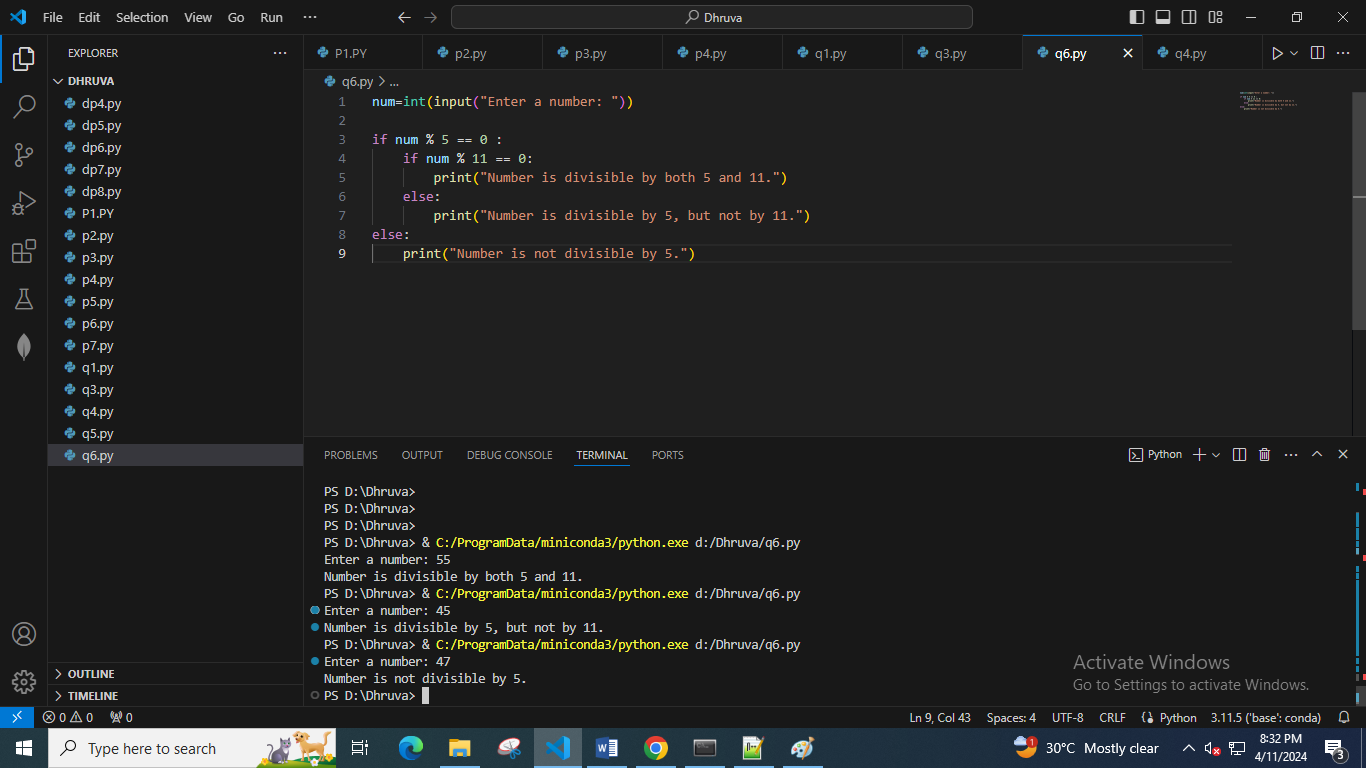 File Edit Selection View Go Run ··· Dhruva
EXPLORER ···
P1.PY p2.py p3.py p4.py q1.py q3.py q6.py q4.py
DHRUVA
dp4.py
dp5.py
dp6.py
dp7.py
dp8.py
P1.PY
p2.py
p3.py
p4.py
p5.py
p6.py
p7.py
q1.py
q3.py
q4.py
q5.py
q6.py
OUTLINE
TIMELINE
q6.py > ...
1 num=int(input("Enter a number: "))
2
3 if num % 5 == 0 :
4 if num % 11 == 0:
5 print("Number is divisible by both 5 and 11.")
6 else:
7 print("Number is divisible by 5, but not by 11.")
8 else:
9 print("Number is not divisible by 5.")
PROBLEMS OUTPUT DEBUG CONSOLE TERMINAL PORTS Python
PS D:\Dhruva>
PS D:\Dhruva>
PS D:\Dhruva>
PS D:\Dhruva> & C:/ProgramData/miniconda3/python.exe d:/Dhruva/q6.py
Enter a number: 55
Number is divisible by both 5 and 11.
PS D:\Dhruva> & C:/ProgramData/miniconda3/python.exe d:/Dhruva/q6.py
Enter a number: 45
Number is divisible by 5, but not by 11.
PS D:\Dhruva> & C:/ProgramData/miniconda3/python.exe d:/Dhruva/q6.py
Enter a number: 47
Number is not divisible by 5.
PS D:\Dhruva>
Activate Windows
Go to Settings to activate Windows.
0 0 0 Ln 9, Col 43 Spaces: 4 UTF-8 CRLF Python 3.11.5 ('base': conda)
Type here to search 1 30°C Mostly clear 8:32 PM
4/11/2024 3